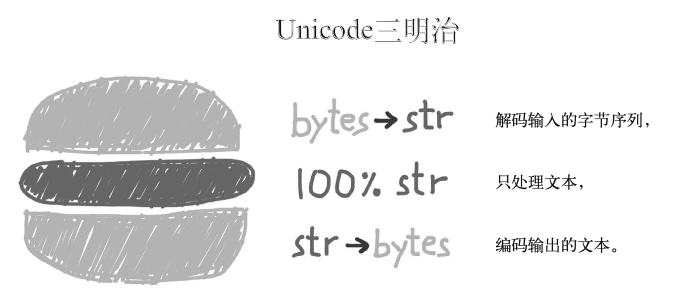 Unicode三明治
bytes→str 解码输入的字节序列，
100% str 只处理文本，
str→bytes 编码输出的文本。